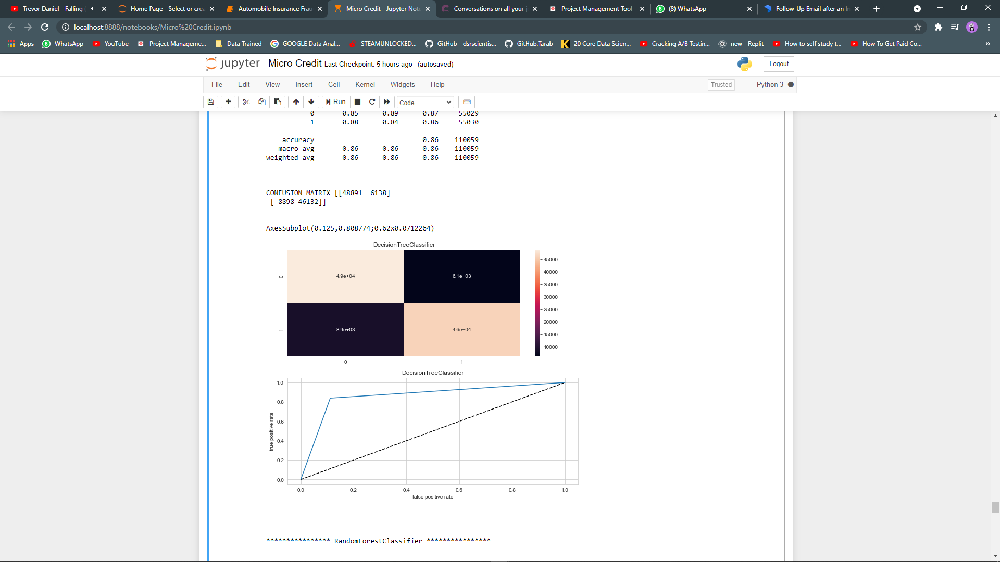 Trevor Daniel - Falling
Home Page - Select or crea
Automobile Insurance Frau
Micro Credit - Jupyter Note
Conversations on all your j
Project Management Tool
(8) WhatsApp
Follow-Up Email after an In
localhost:8888/notebooks/Micro%20Credit.ipynb
Apps
8
WhatsApp
YouTube
Project Manageme...
Data Trained
GOOGLE Data Anal...
STEAMUNLOCKED...
GitHub - dsrscientis...
GitHub.Tarab
20 Core Data Scien...
Cracking A/B Testin...
new - Replit
How to self study t...
How To Get Paid Co...
»
jupyter Micro Credit Last Checkpoint: 5 hours ago (autosaved)
Logout
File Edit View Insert Cell Kernel Widgets Help
Trusted
Python 3
Run
Code
0 0.85 0.89 0.87 55029
1 0.88 0.84 0.86 55030
accuracy 0.86 110059
macro avg 0.86 0.86 0.86 110059
weighted avg 0.86 0.86 0.86 110059
CONFUSION MATRIX [[48891 6138]
[ 8898 46132]]
AxesSubplot(0.125,0.808774;0.62x0.0712264)
DecisionTreeClassifier
0
4.9e+04
6.1e+03
1
8.9e+03
4.6e+04
0
1
45000
40000
35000
30000
25000
20000
15000
10000
DecisionTreeClassifier
true positive rate
1.0
0.8
0.6
0.4
0.2
0.0
0.0 0.2 0.4 0.6 0.8 1.0
false positive rate
**************** RandomForestClassifier ****************